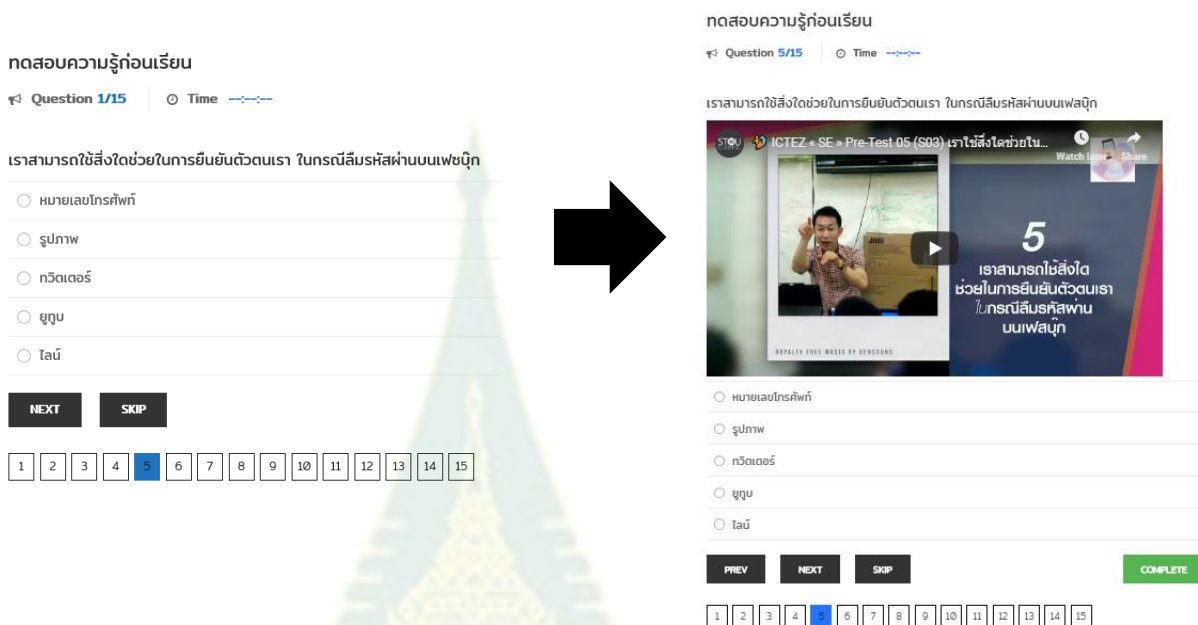 ทดสอบความรู้ก่อนเรียน
Question 1/15 Time --:--:--
เราสามารถใช้สิ่งใดช่วยในการยืนยันตัวตนเรา ในกรณีลืมรหัสผ่านบนเฟซบุ๊ก
หมายเลขโทรศัพท์
รูปภาพ
ทวิตเตอร์
ยูทูบ
ไลน์
NEXT SKIP
1 2 3 4 5 6 7 8 9 10 11 12 13 14 15
ทดสอบความรู้ก่อนเรียน
Question 5/15 Time --:--:--
เราสามารถใช้สิ่งใดช่วยในการยืนยันตัวตนเรา ในกรณีลืมรหัสผ่านบนเฟสบุ๊ก
STOU
ICTEZ « SE » Pre-Test 05 (S03) เราใช้สิ่งใดช่วยใน...
Watch later Share
5
เราสามารถใช้สิ่งใด
ช่วยในการยืนยันตัวตนเรา
ในกรณีลืมรหัสผ่าน
บนเฟสบุ๊ก
ROYALTY FREE MUSIC BY BENSOUND
หมายเลขโทรศัพท์
รูปภาพ
ทวิตเตอร์
ยูทูบ
ไลน์
PREV NEXT SKIP COMPLETE
1 2 3 4 5 6 7 8 9 10 11 12 13 14 15